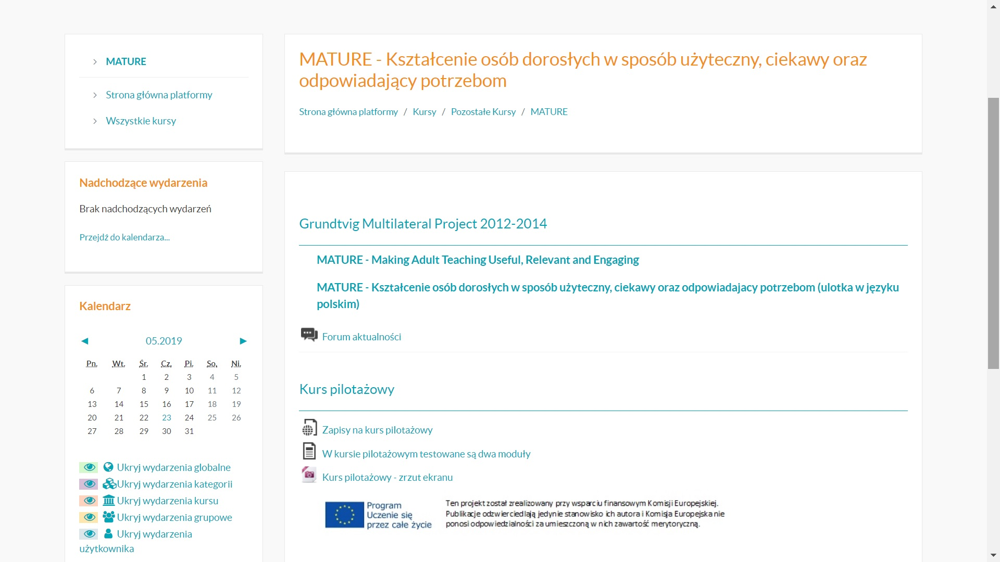 MATURE
Strona główna platformy
Wszystkie kursy
Nadchodzące wydarzenia
Brak nadchodzących wydarzeń
Przejdź do kalendarza...
Kalendarz
◄ 05.2019 ►
Pn. Wt. Śr. Cz. Pi. So. Ni.
1 2 3 4 5
6 7 8 9 10 11 12
13 14 15 16 17 18 19
20 21 22 23 24 25 26
27 28 29 30 31
Ukryj wydarzenia globalne
Ukryj wydarzenia kategorii
Ukryj wydarzenia kursu
Ukryj wydarzenia grupowe
Ukryj wydarzenia
użytkownika
MATURE - Kształcenie osób dorosłych w sposób użyteczny, ciekawy oraz
odpowiadający potrzebom
Strona główna platformy / Kursy / Pozostałe Kursy / MATURE
Grundtvig Multilateral Project 2012-2014
MATURE - Making Adult Teaching Useful, Relevant and Engaging
MATURE - Kształcenie osób dorosłych w sposób użyteczny, ciekawy oraz odpowiadajacy potrzebom (ulotka w języku
polskim)
Forum aktualności
Kurs pilotażowy
Zapisy na kurs pilotażowy
W kursie pilotażowym testowane są dwa moduły
Kurs pilotażowy - zrzut ekranu
Program
Uczenie się
przez całe życie
Ten projekt został zrealizowany przy wsparciu finansowym Komisji Europejskiej.
Publikacje odzwierciedlają jedynie stanowisko ich autora i Komisja Europejska nie
ponosi odpowiedzialności za umieszczoną w nich zawartość merytoryczną.